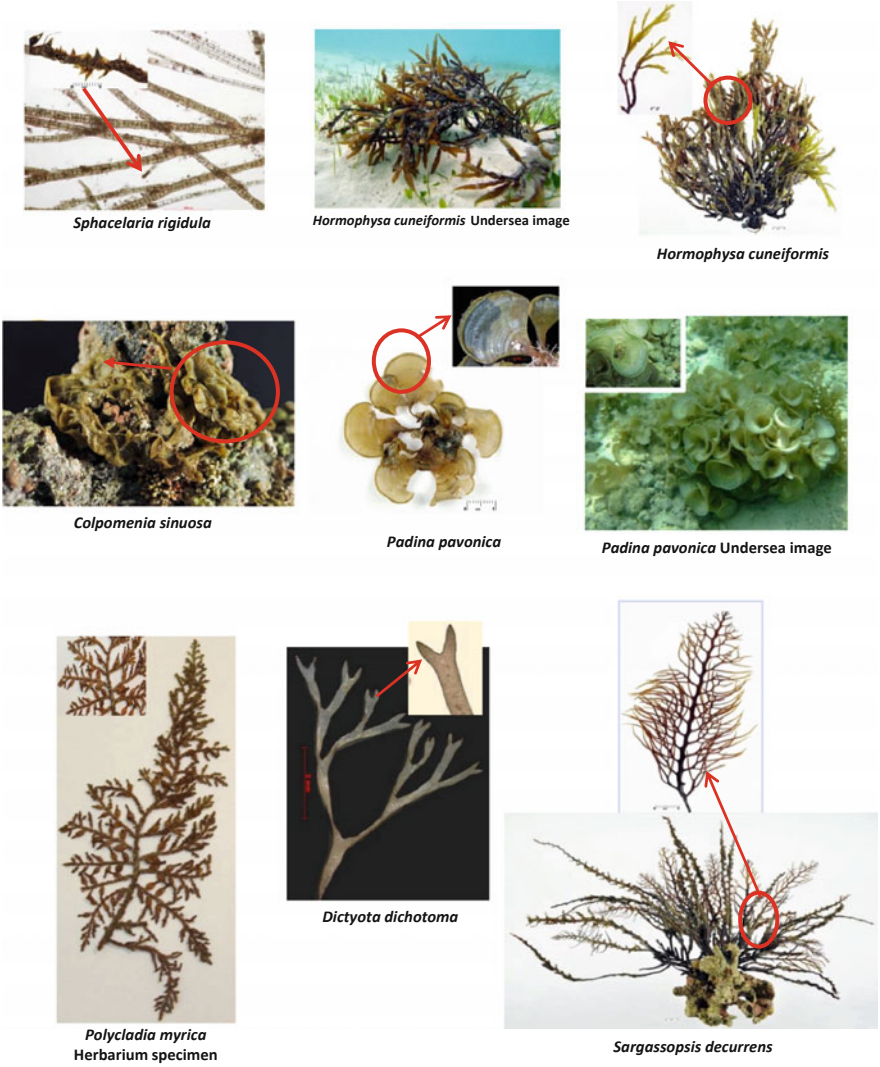 Sphacelaria rigidula
Hormophysa cuneiformis Undersea image
Hormophysa cuneiformis
Colpomenia sinuosa
Padina pavonica
Padina pavonica Undersea image
Polycladia myrica
Herbarium specimen
Dictyota dichotoma
Sargassopsis decurrens